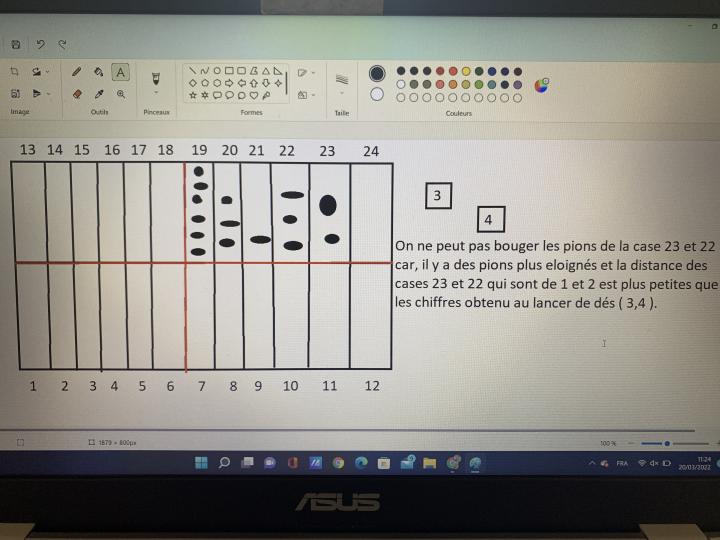 Image
Outils
Pinceaux
Formes
Taille
Couleurs
A
13 14 15 16 17 18 19 20 21 22 23 24
3
4
On ne peut pas bouger les pions de la case 23 et 22
car, il y a des pions plus eloignés et la distance des
cases 23 et 22 qui sont de 1 et 2 est plus petites que
les chiffres obtenu au lancer de dés ( 3,4 ).
1 2 3 4 5 6 7 8 9 10 11 12
1879 × 800px
100 %
FRA
11:24
20/03/2022
ASUS